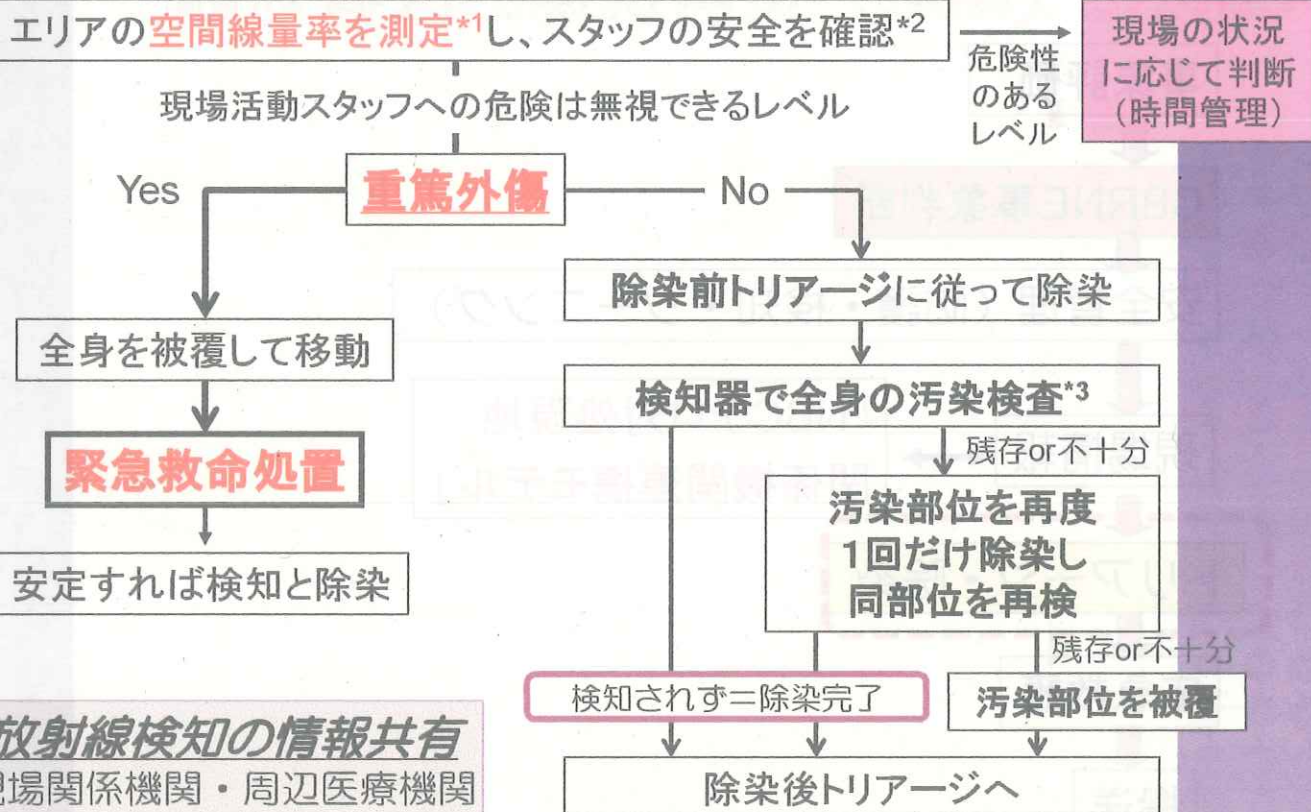 エリアの空間線量率を測定*1し、スタッフの安全を確認*2
危険性
のある
レベル
現場の状況
に応じて判断
(時間管理)
現場活動スタッフへの危険は無視できるレベル
Yes
重篤外傷
No
全身を被覆して移動
緊急救命処置
安定すれば検知と除染
除染前トリアージに従って除染
検知器で全身の汚染検査*3
残存or不十分
汚染部位を再度
1回だけ除染し
同部位を再検
残存or不十分
検知されず=除染完了
汚染部位を被覆
除染後トリアージへ
放射線検知の情報共有
現場関係機関・周辺医療機関